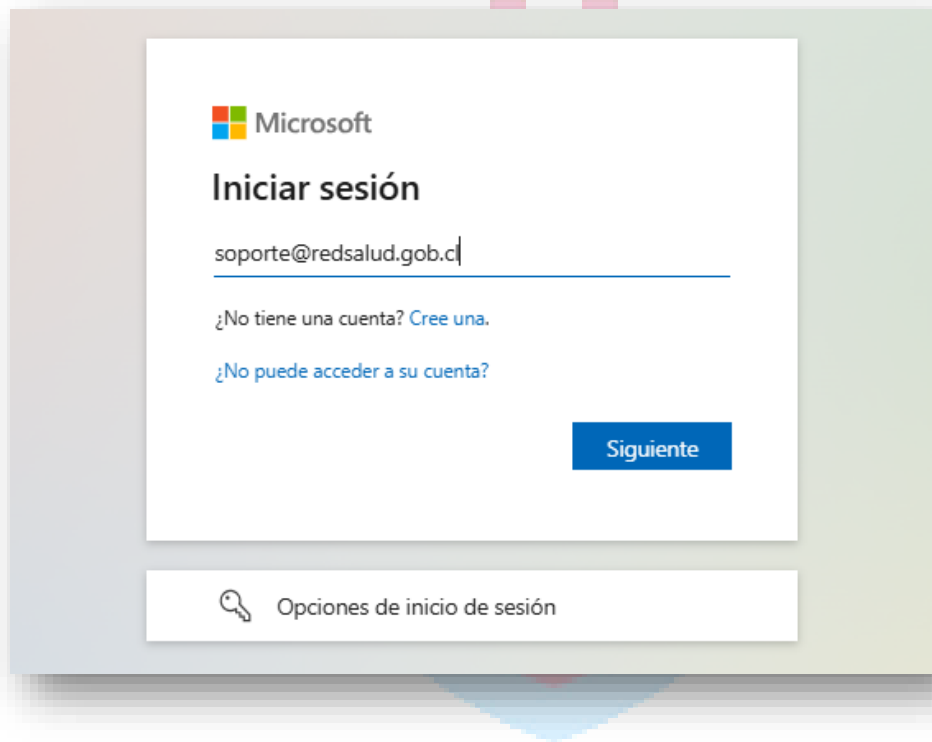 Microsoft
Iniciar sesión
soporte@redsalud.gob.cl
¿No tiene una cuenta? Cree una.
¿No puede acceder a su cuenta?
Siguiente
Opciones de inicio de sesión